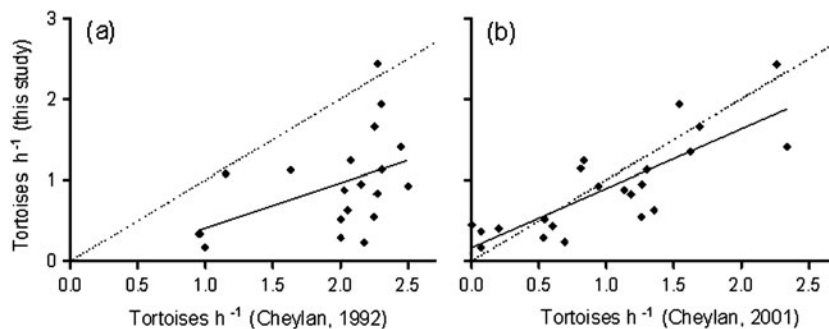 (a)
(b)
Tortoises h⁻¹ (this study)
3
2
1
0
0.0 0.5 1.0 1.5 2.0 2.5
0.0 0.5 1.0 1.5 2.0 2.5
Tortoises h⁻¹ (Cheylan, 1992)
Tortoises h⁻¹ (Cheylan, 2001)